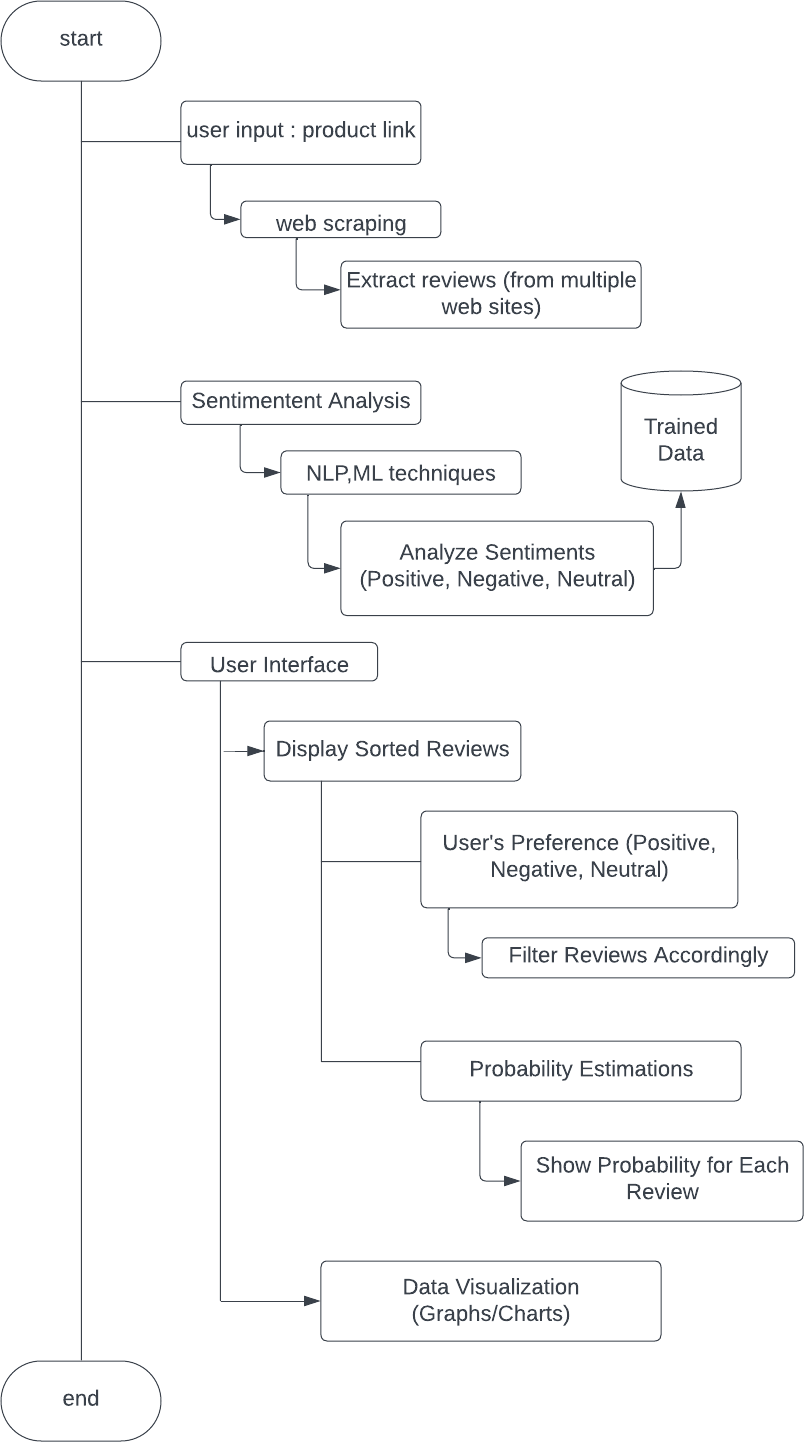 start
user input : product link
web scraping
Extract reviews (from multiple
web sites)
Sentimentent Analysis
Trained
Data
NLP,ML techniques
Analyze Sentiments
(Positive, Negative, Neutral)
User Interface
Display Sorted Reviews
User's Preference (Positive,
Negative, Neutral)
Filter Reviews Accordingly
Probability Estimations
Show Probability for Each
Review
Data Visualization
(Graphs/Charts)
end